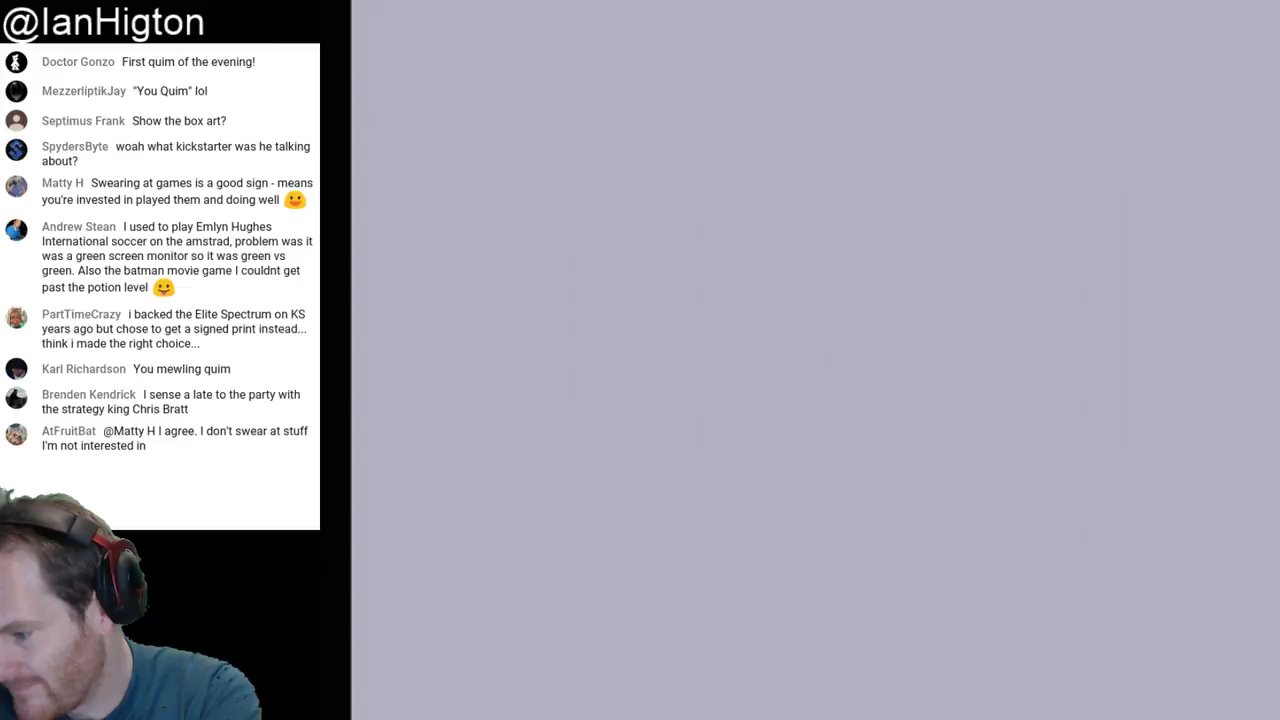 @IanHigton
Doctor Gonzo First quim of the evening!
MezzerliptikJay "You Quim" lol
Septimus Frank Show the box art?
SpydersByte woah what kickstarter was he talking
about?
Matty H Swearing at games is a good sign - means
you're invested in played them and doing well
Andrew Stean I used to play Emlyn Hughes
International soccer on the amstrad, problem was it
was a green screen monitor so it was green vs
green. Also the batman movie game I couldnt get
past the potion level
PartTimeCrazy i backed the Elite Spectrum on KS
years ago but chose to get a signed print instead...
think i made the right choice...
Karl Richardson You mewling quim
Brenden Kendrick I sense a late to the party with
the strategy king Chris Bratt
AtFruitBat @Matty H I agree. I don't swear at stuff
I'm not interested in